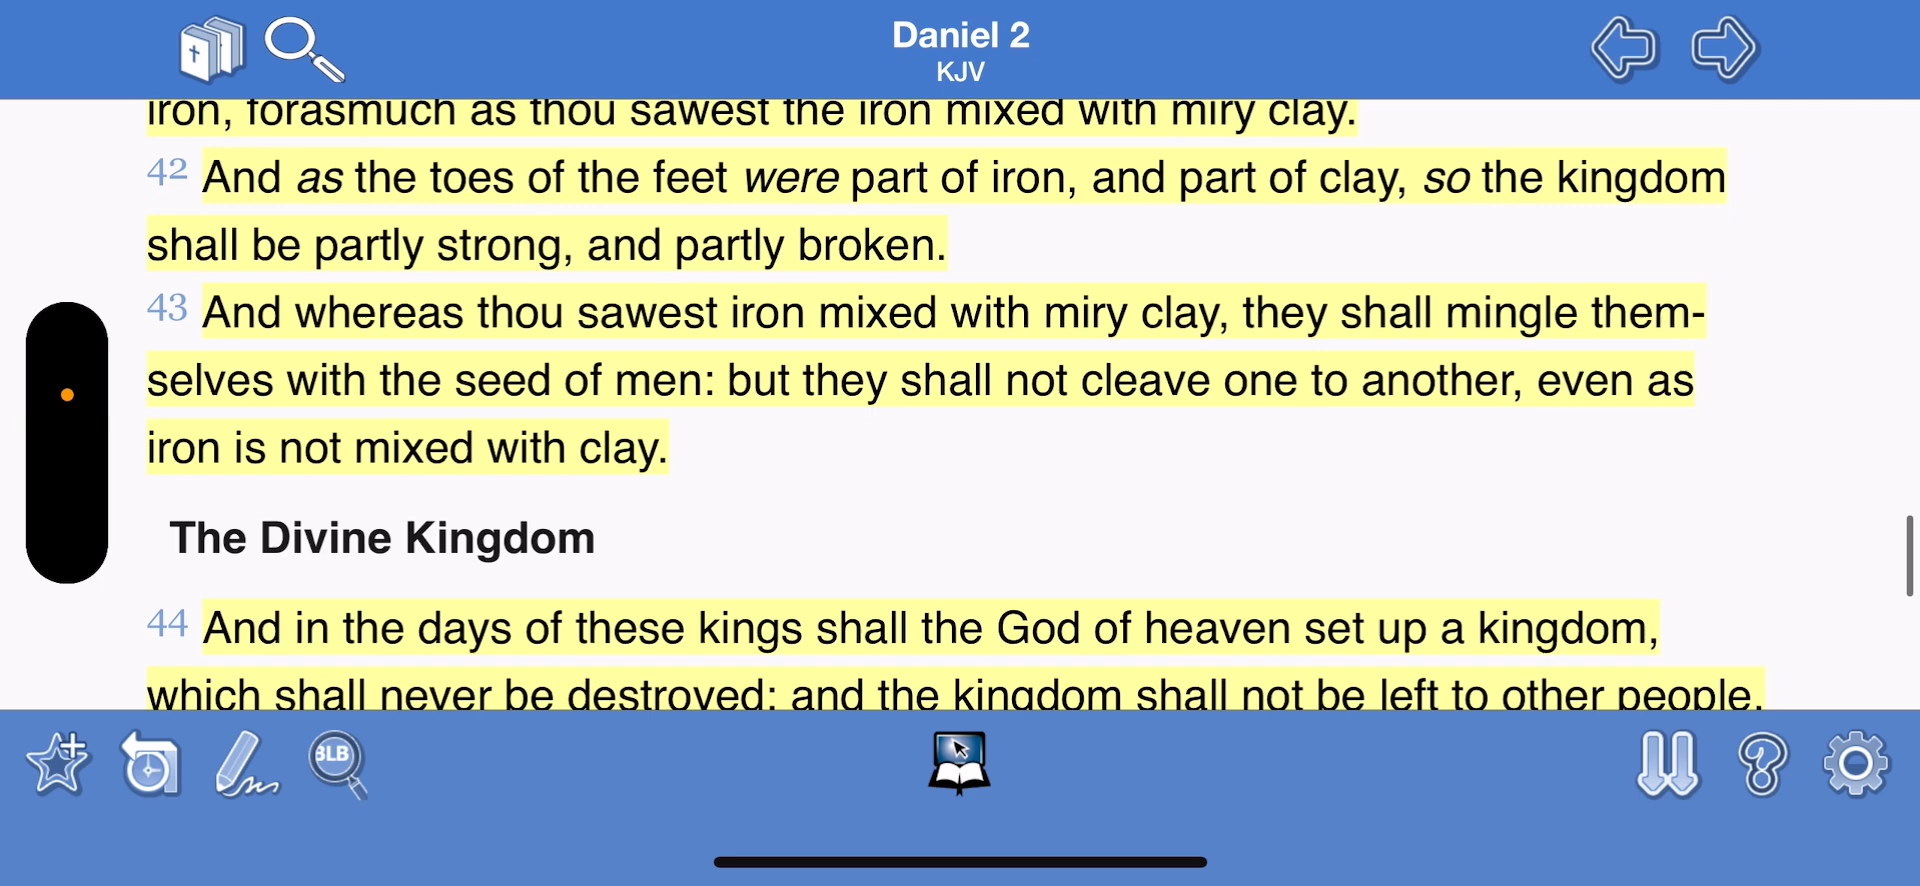 Daniel 2
KJV
iron, forasmuch as thou sawest the iron mixed with miry clay.
42 And as the toes of the feet were part of iron, and part of clay, so the kingdom
shall be partly strong, and partly broken.
43 And whereas thou sawest iron mixed with miry clay, they shall mingle them-
selves with the seed of men: but they shall not cleave one to another, even as
iron is not mixed with clay.
The Divine Kingdom
44 And in the days of these kings shall the God of heaven set up a kingdom,
which shall never be destroyed: and the kingdom shall not be left to other people,
BLB